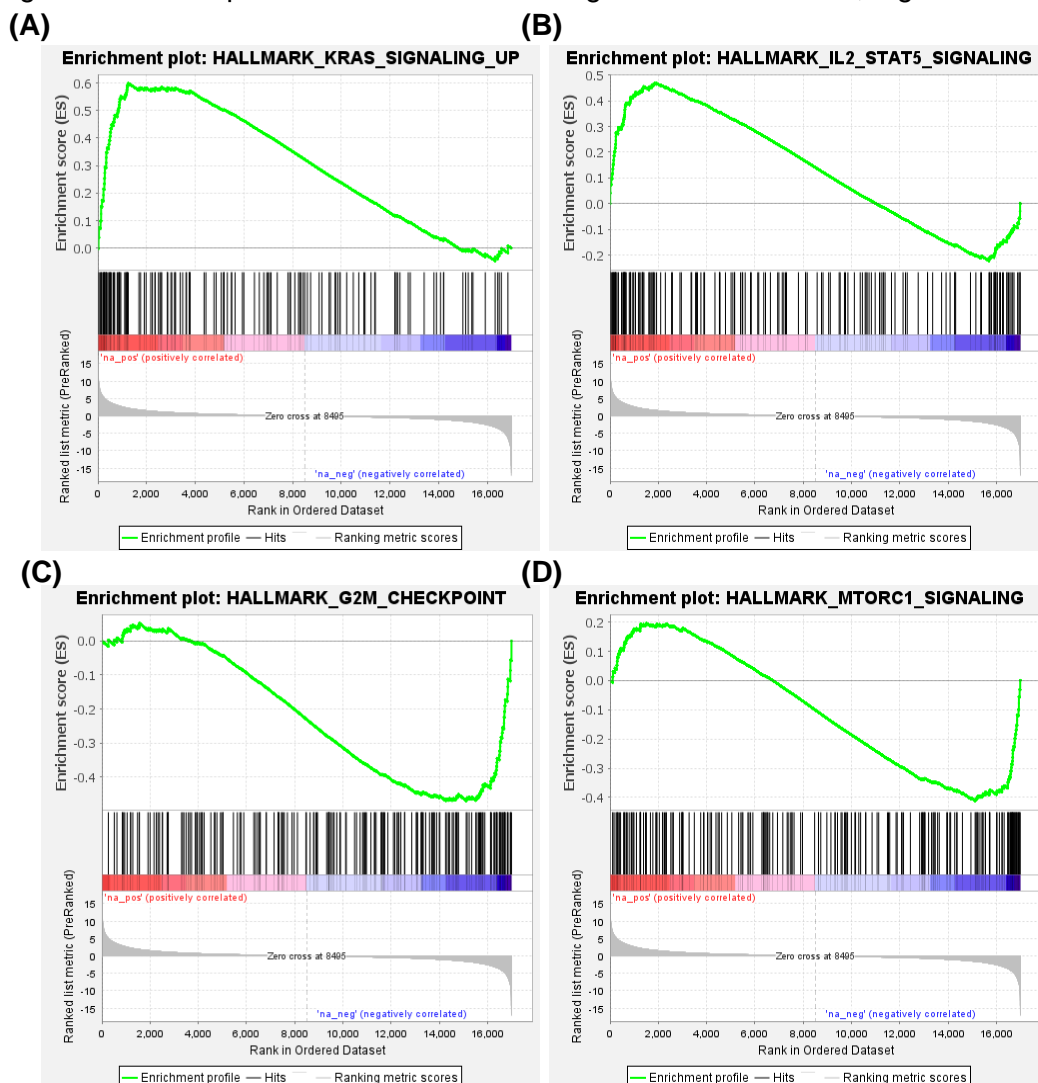 (A)
Enrichment plot: HALLMARK_KRAS_SIGNALING_UP
Enrichment score (ES)
0.6
0.5
0.4
0.3
0.2
0.1
0.0
'na_pos' (positively correlated)
Ranked list metric (PreRanked)
15
10
5
0
-5
-10
-15
Zero cross at 8495
'na_neg' (negatively correlated)
0 2,000 4,000 6,000 8,000 10,000 12,000 14,000 16,000
Rank in Ordered Dataset
Enrichment profile Hits Ranking metric scores
(B)
Enrichment plot: HALLMARK_IL2_STAT5_SIGNALING
Enrichment score (ES)
0.5
0.4
0.3
0.2
0.1
0.0
-0.1
-0.2
'na_pos' (positively correlated)
Ranked list metric (PreRanked)
15
10
5
0
-5
-10
-15
Zero cross at 8495
'na_neg' (negatively correlated)
0 2,000 4,000 6,000 8,000 10,000 12,000 14,000 16,000
Rank in Ordered Dataset
Enrichment profile Hits Ranking metric scores
(C)
Enrichment plot: HALLMARK_G2M_CHECKPOINT
Enrichment score (ES)
0.0
-0.1
-0.2
-0.3
-0.4
'na_pos' (positively correlated)
Ranked list metric (PreRanked)
15
10
5
0
-5
-10
-15
Zero cross at 8495
'na_neg' (negatively correlated)
0 2,000 4,000 6,000 8,000 10,000 12,000 14,000 16,000
Rank in Ordered Dataset
Enrichment profile Hits Ranking metric scores
(D)
Enrichment plot: HALLMARK_MTORC1_SIGNALING
Enrichment score (ES)
0.2
0.1
0.0
-0.1
-0.2
-0.3
-0.4
'na_pos' (positively correlated)
Ranked list metric (PreRanked)
15
10
5
0
-5
-10
-15
Zero cross at 8495
'na_neg' (negatively correlated)
0 2,000 4,000 6,000 8,000 10,000 12,000 14,000 16,000
Rank in Ordered Dataset
Enrichment profile Hits Ranking metric scores